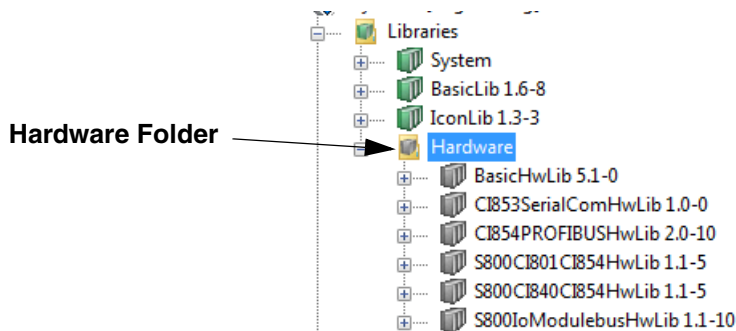 Libraries
System
BasicLib 1.6-8
IconLib 1.3-3
Hardware Folder
Hardware
BasicHwLib 5.1-0
CI853SerialComHwLib 1.0-0
CI854PROFIBUSHwLib 2.0-10
S800CI801CI854HwLib 1.1-5
S800CI840CI854HwLib 1.1-5
S800IoModulebusHwLib 1.1-10